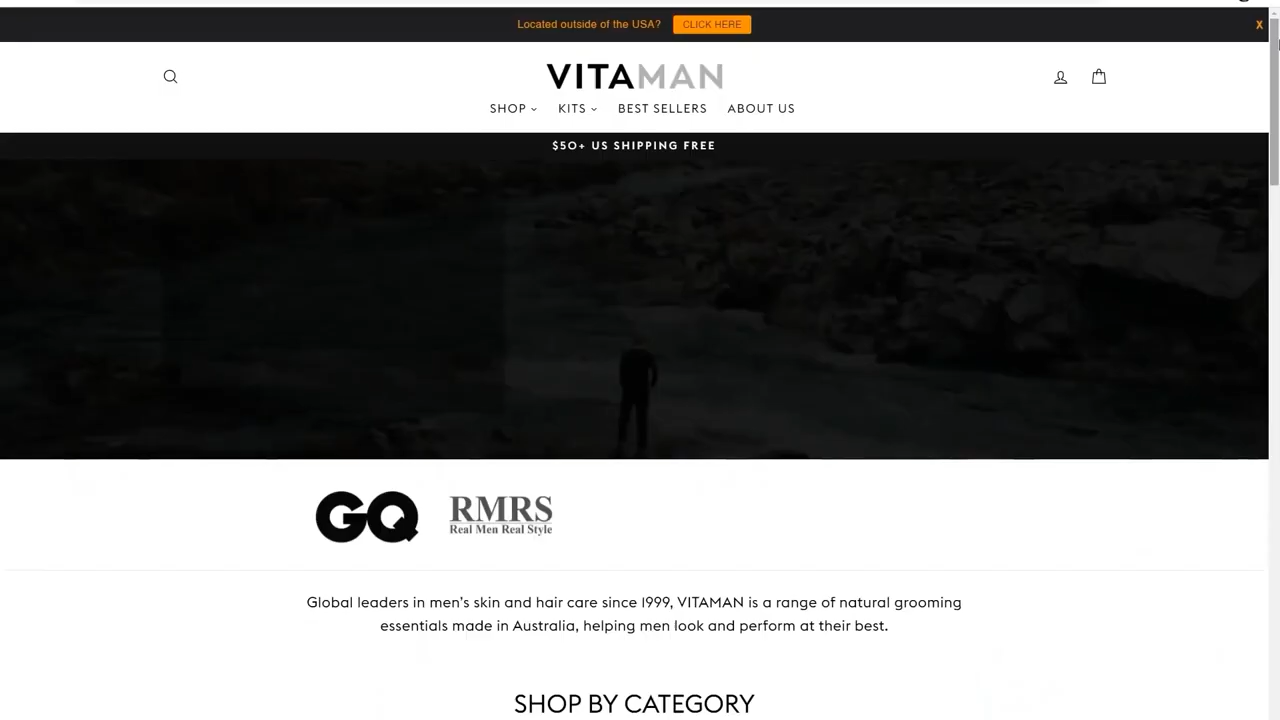 Located outside of the USA? CLICK HERE X
VITAMAN
SHOP KITS BEST SELLERS ABOUT US
$50+ US SHIPPING FREE
GQ RMRS
Real Men Real Style
Global leaders in men's skin and hair care since 1999, VITAMAN is a range of natural grooming
essentials made in Australia, helping men look and perform at their best.
SHOP BY CATEGORY